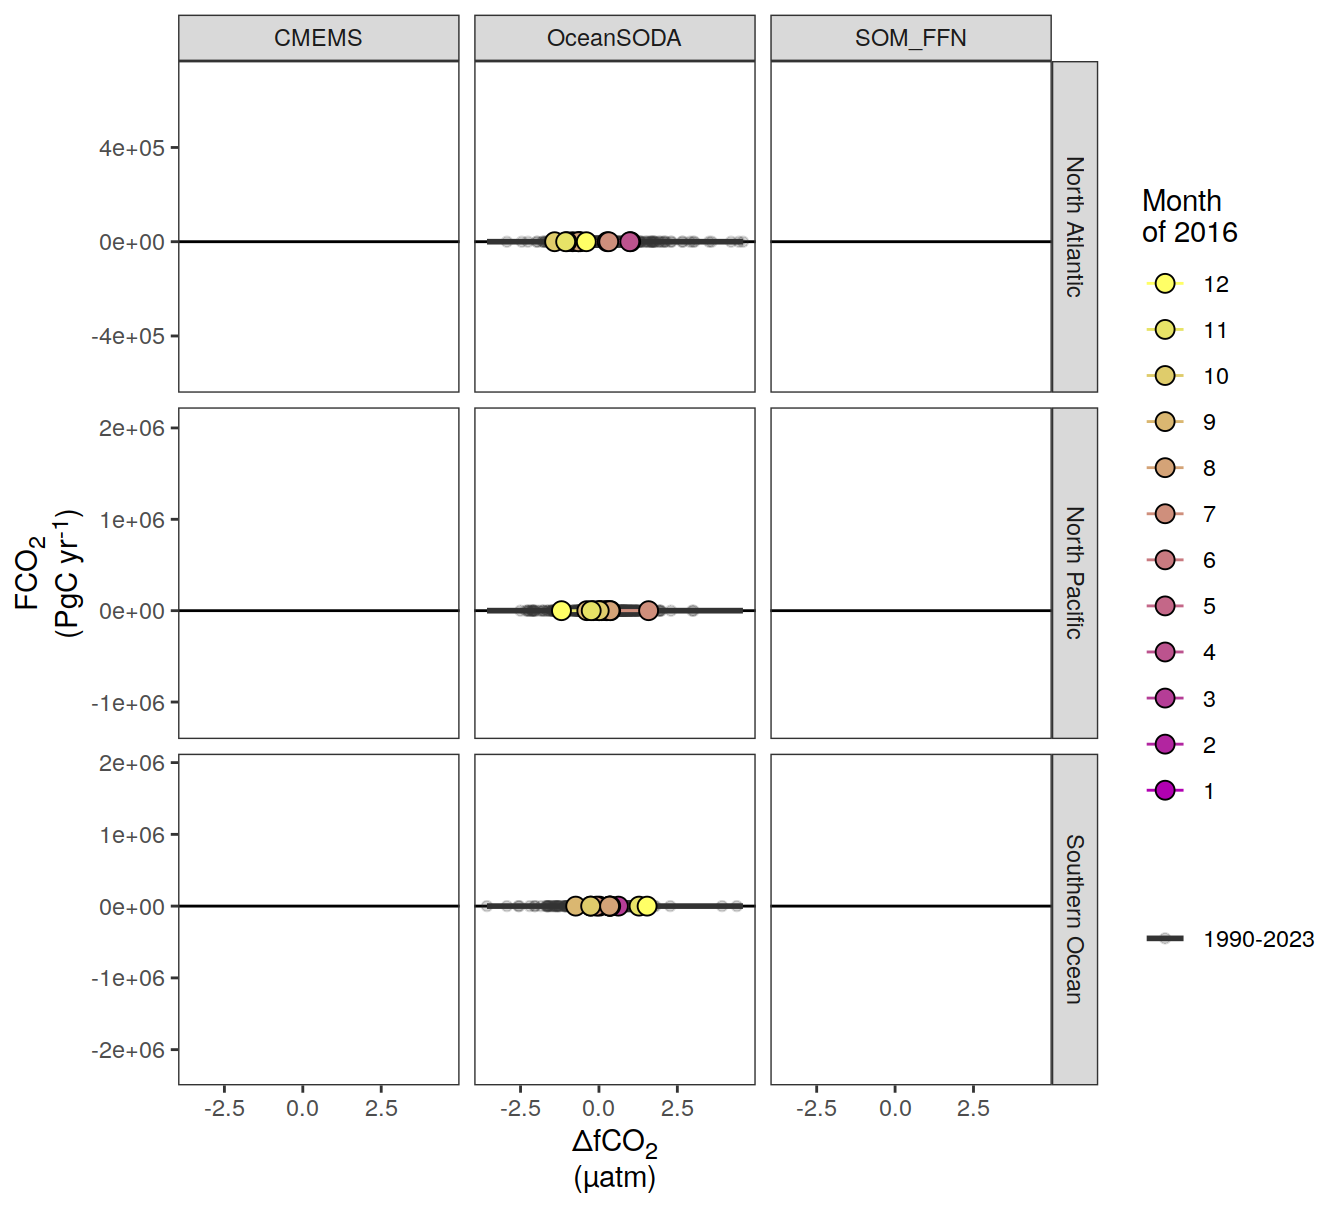 CMEMS
OceanSODA
SOM_FFN
4e+05
0e+00
-4e+05
North Atlantic
2e+06
1e+06
0e+00
-1e+06
North Pacific
2e+06
1e+06
0e+00
-1e+06
-2e+06
Southern Ocean
FCO₂
(PgC yr⁻¹)
-2.5 0.0 2.5
-2.5 0.0 2.5
-2.5 0.0 2.5
ΔfCO₂
(µatm)
Month
of 2016
12
11
10
9
8
7
6
5
4
3
2
1
1990-2023